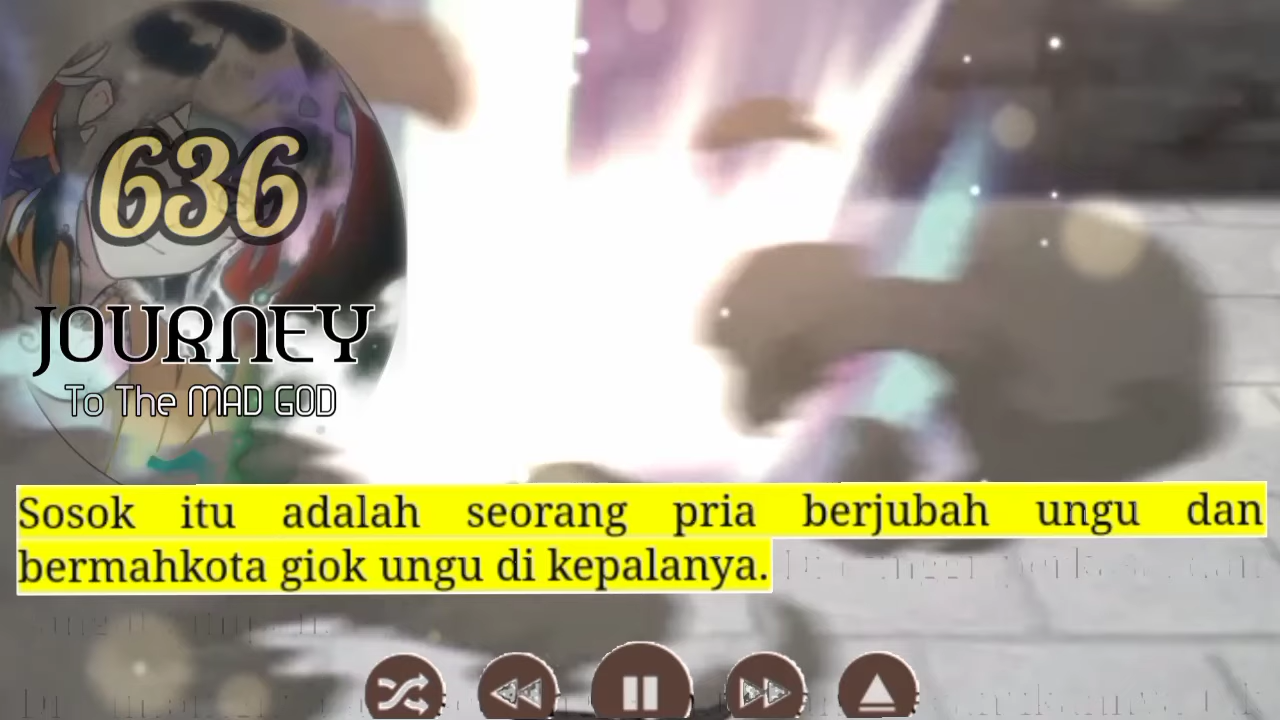 636
JOURNEY
To The MAD GOD
Sosok itu adalah seorang pria berjubah ungu dan
bermahkota giok ungu di kepalanya.